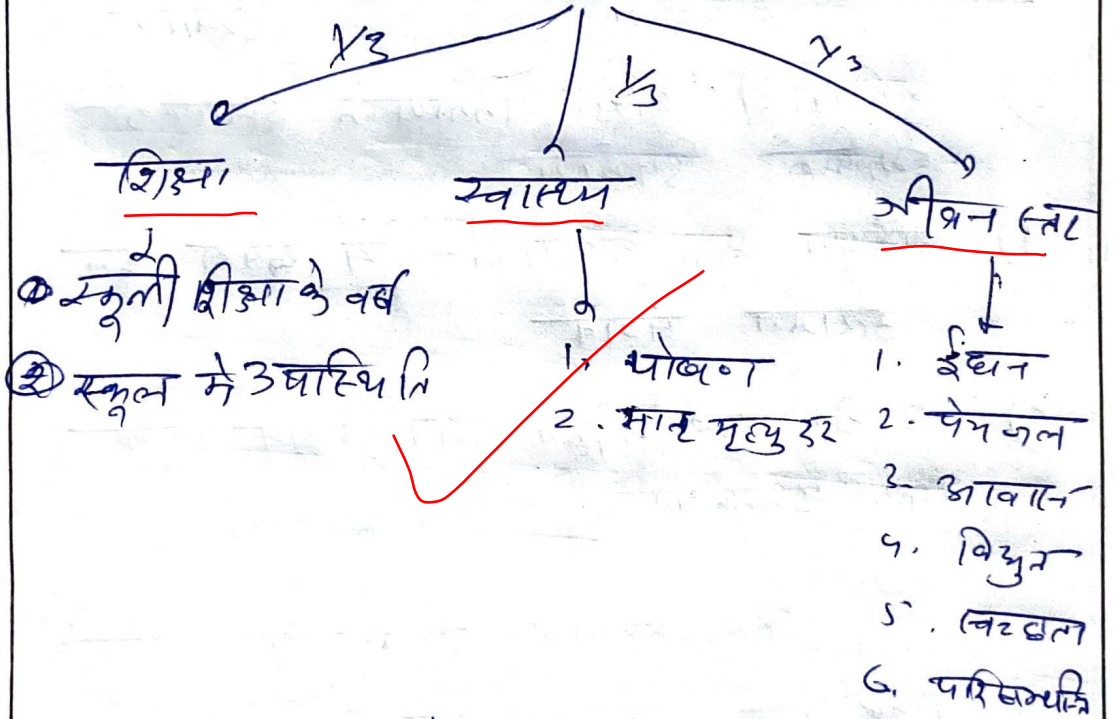 1/3
1/3
1/3
शिक्षा
स्वास्थ्य
जीवन स्तर
① स्कूली शिक्षा के वर्ष
② स्कूल मे उपास्थिति
1. पोषण
2. मातृ मृत्यु दर
1. ईंधन
2. पेयजल
3. आवास
4. विद्युत
5. स्वच्छता
6. परिसम्पत्ति